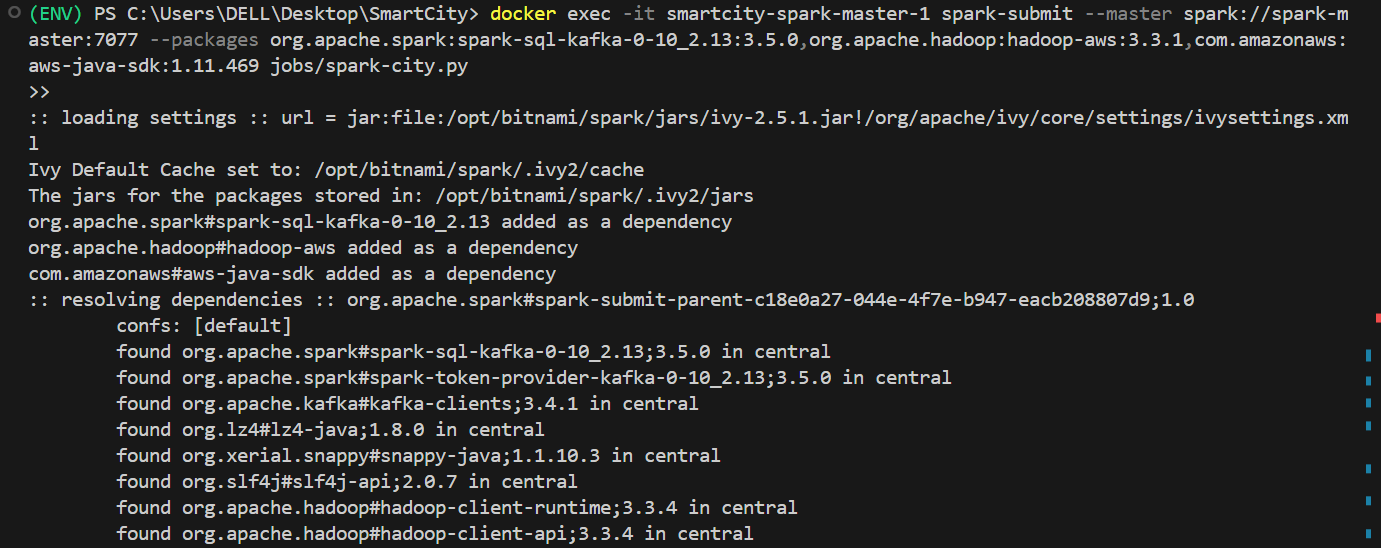 (ENV) PS C:\Users\DELL\Desktop\SmartCity> docker exec -it smartcity-spark-master-1 spark-submit --master spark://spark-m
aster:7077 --packages org.apache.spark:spark-sql-kafka-0-10_2.13:3.5.0,org.apache.hadoop:hadoop-aws:3.3.1,com.amazonaws:
aws-java-sdk:1.11.469 jobs/spark-city.py
>>
:: loading settings :: url = jar:file:/opt/bitnami/spark/jars/ivy-2.5.1.jar!/org/apache/ivy/core/settings/ivysettings.xm
l
Ivy Default Cache set to: /opt/bitnami/spark/.ivy2/cache
The jars for the packages stored in: /opt/bitnami/spark/.ivy2/jars
org.apache.spark#spark-sql-kafka-0-10_2.13 added as a dependency
org.apache.hadoop#hadoop-aws added as a dependency
com.amazonaws#aws-java-sdk added as a dependency
:: resolving dependencies :: org.apache.spark#spark-submit-parent-c18e0a27-044e-4f7e-b947-eacb208807d9;1.0
        confs: [default]
        found org.apache.spark#spark-sql-kafka-0-10_2.13;3.5.0 in central
        found org.apache.spark#spark-token-provider-kafka-0-10_2.13;3.5.0 in central
        found org.apache.kafka#kafka-clients;3.4.1 in central
        found org.lz4#lz4-java;1.8.0 in central
        found org.xerial.snappy#snappy-java;1.1.10.3 in central
        found org.slf4j#slf4j-api;2.0.7 in central
        found org.apache.hadoop#hadoop-client-runtime;3.3.4 in central
        found org.apache.hadoop#hadoop-client-api;3.3.4 in central